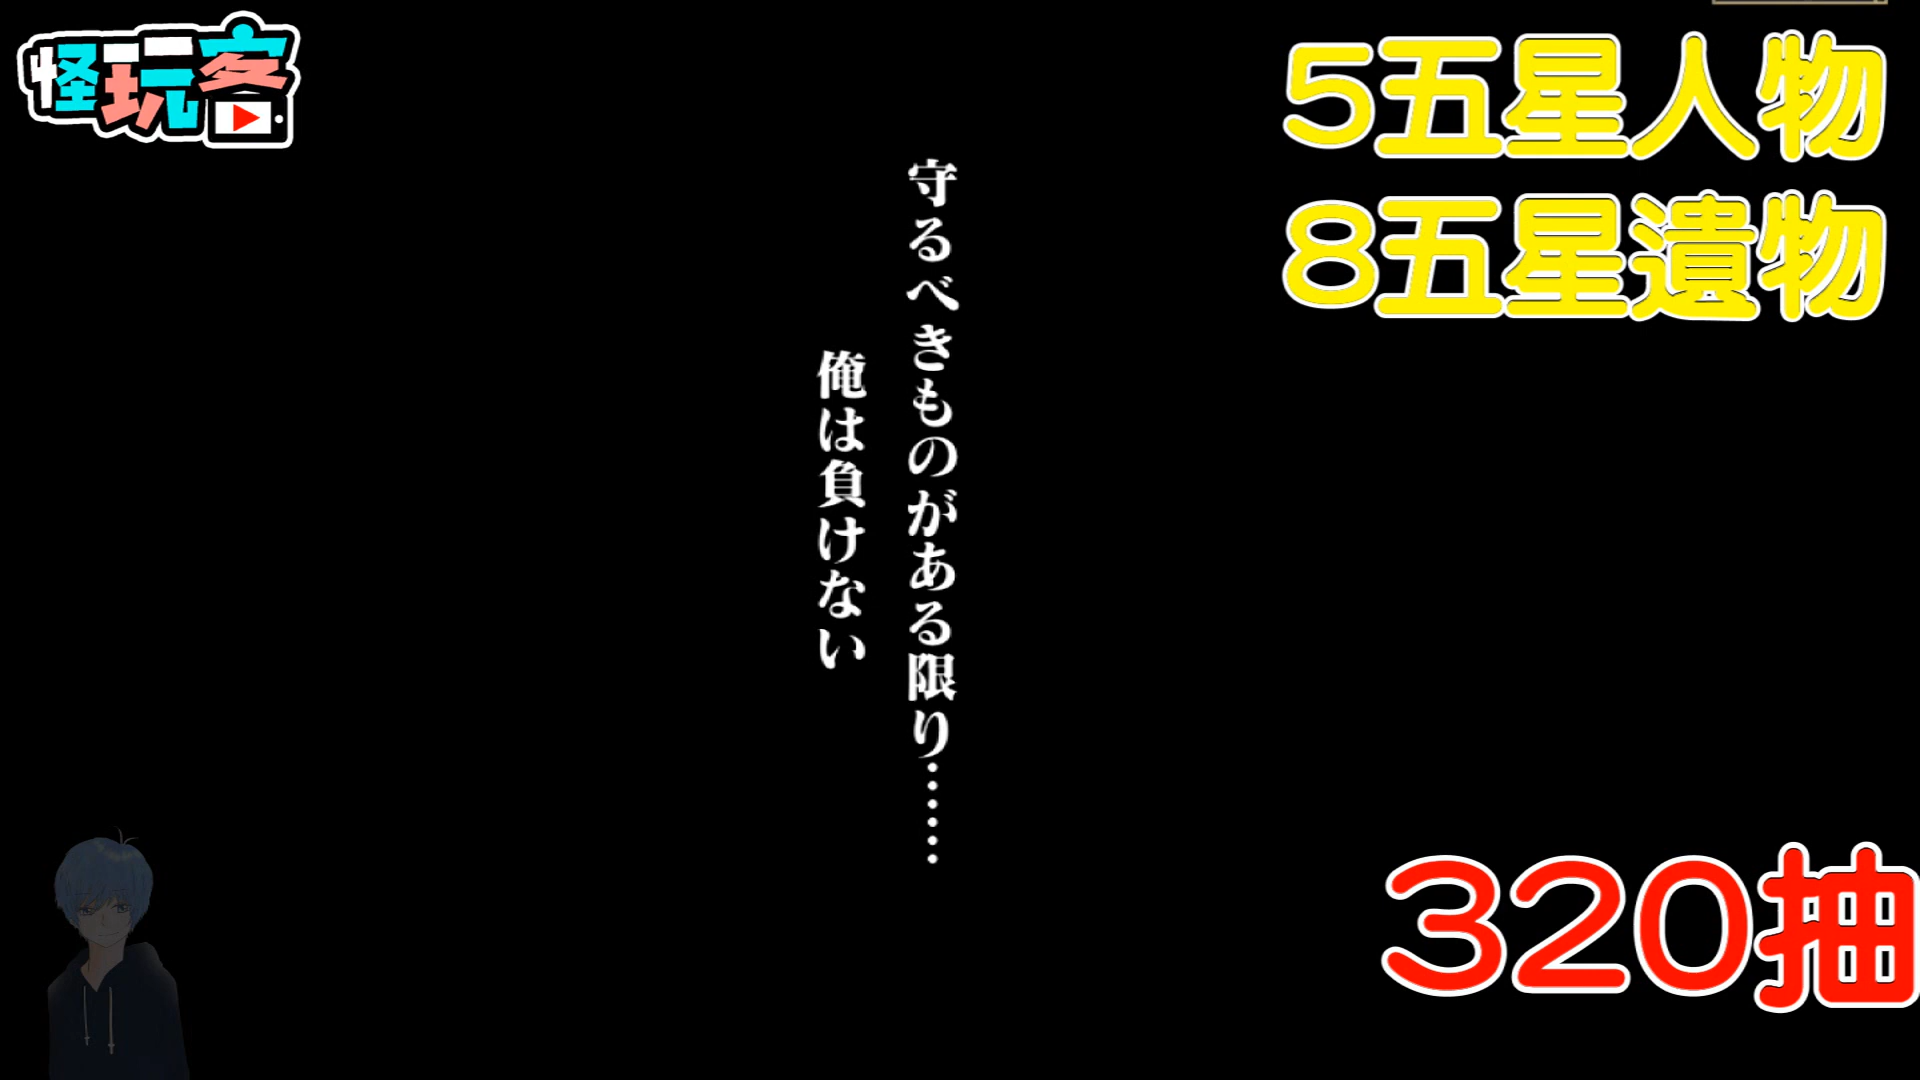 怪玩客
5五星人物
8五星遺物
守るべきものがある限り……
俺は負けない
320抽